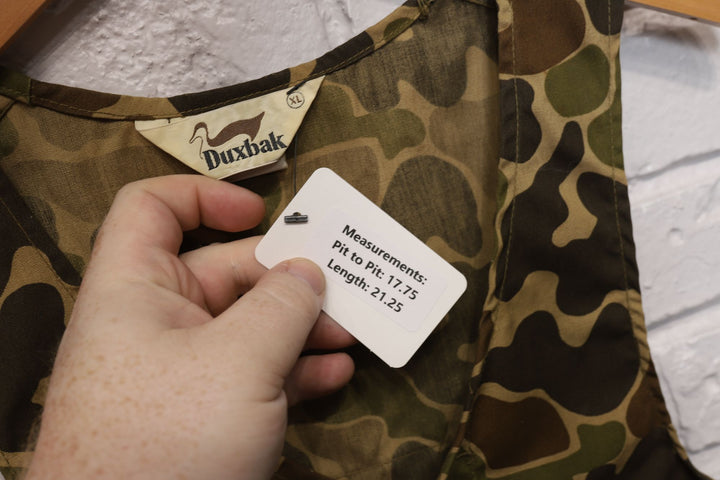 XL
Duxbak
Measurements:
Pit to Pit: 17.75
Length: 21.25